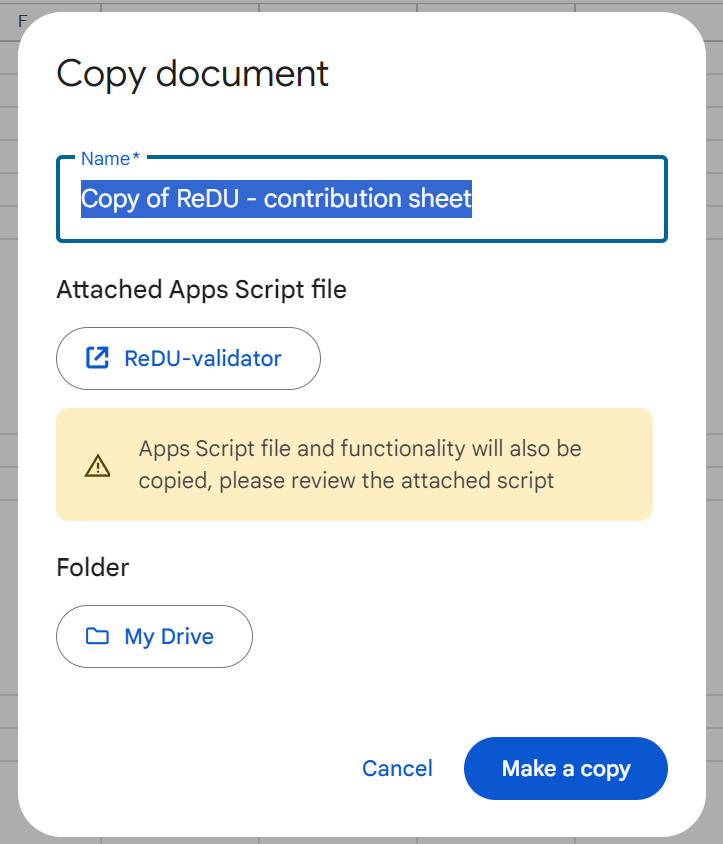 F
Copy document
Name*
Copy of ReDU - contribution sheet
Attached Apps Script file
ReDU-validator
Apps Script file and functionality will also be
copied, please review the attached script
Folder
My Drive
Cancel
Make a copy